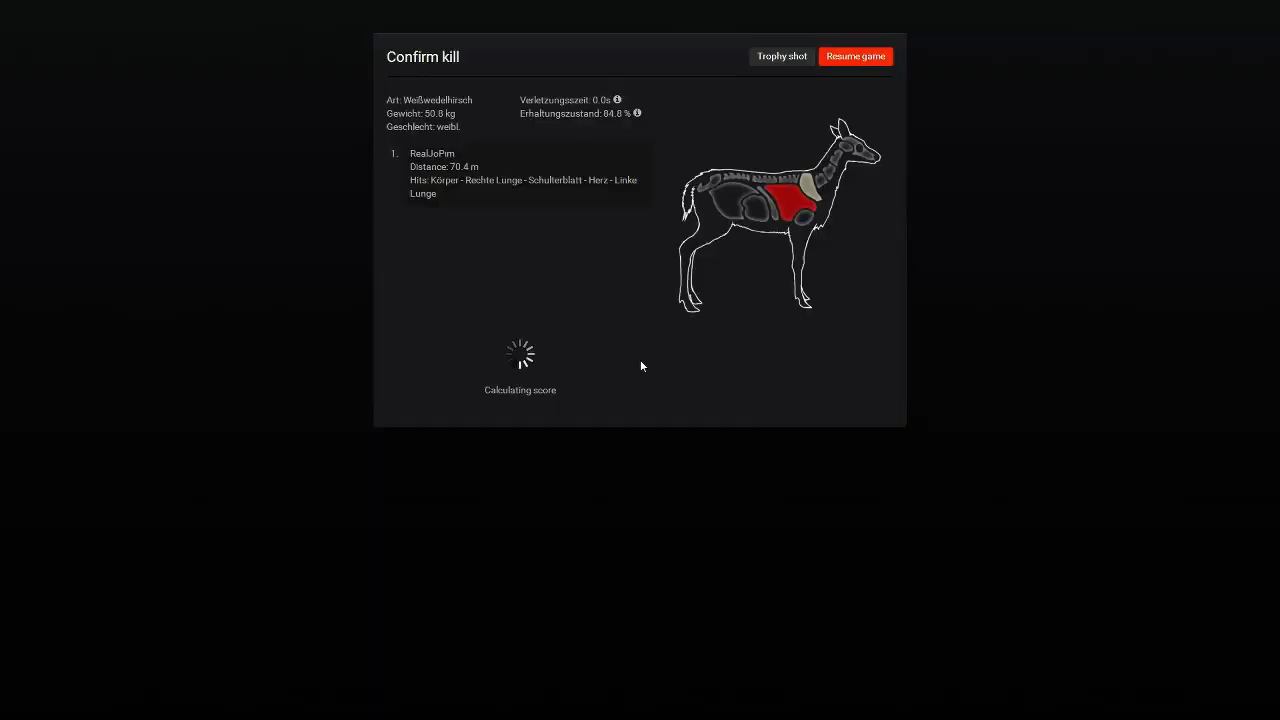 Confirm kill
Trophy shot
Resume game
Art: Weißwedelhirsch
Gewicht: 50.8 kg
Geschlecht: weibl.
Verletzungsszeit: 0.0s
Erhaltungszustand: 84.8 %
1. RealJoPim
Distance: 70.4 m
Hits: Körper - Rechte Lunge - Schulterblatt - Herz - Linke
Lunge
Calculating score